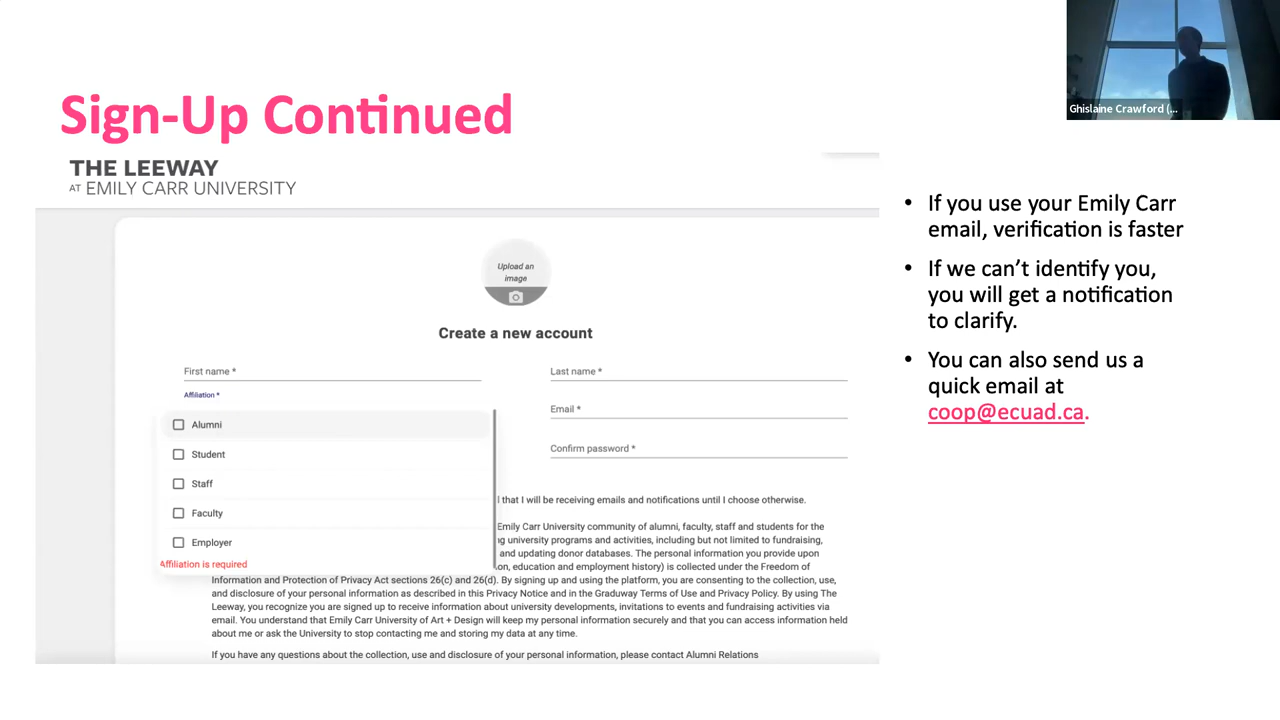 Ghislaine Crawford (...
Sign-Up Continued
THE LEEWAY
AT EMILY CARR UNIVERSITY
Upload an
image
Create a new account
First name *
Last name *
Affiliation *
Email *
Confirm password *
Alumni
Student
Staff
Faculty
Employer
Affiliation is required
that I will be receiving emails and notifications until I choose otherwise.
Emily Carr University community of alumni, faculty, staff and students for the
university programs and activities, including but not limited to fundraising,
and updating donor databases. The personal information you provide upon
education and employment history) is collected under the Freedom of
Information and Protection of Privacy Act sections 26(c) and 26(d). By signing up and using the platform, you are consenting to the collection, use,
and disclosure of your personal information as described in this Privacy Notice and in the Graduway Terms of Use and Privacy Policy. By using The
Leeway, you recognize you are signed up to receive information about university developments, invitations to events and fundraising activities via
email. You understand that Emily Carr University of Art + Design will keep my personal information securely and that you can access information held
about me or ask the University to stop contacting me and storing my data at any time.
If you have any questions about the collection, use and disclosure of your personal information, please contact Alumni Relations
• If you use your Emily Carr
email, verification is faster
• If we can't identify you,
you will get a notification
to clarify.
• You can also send us a
quick email at
coop@ecuad.ca.